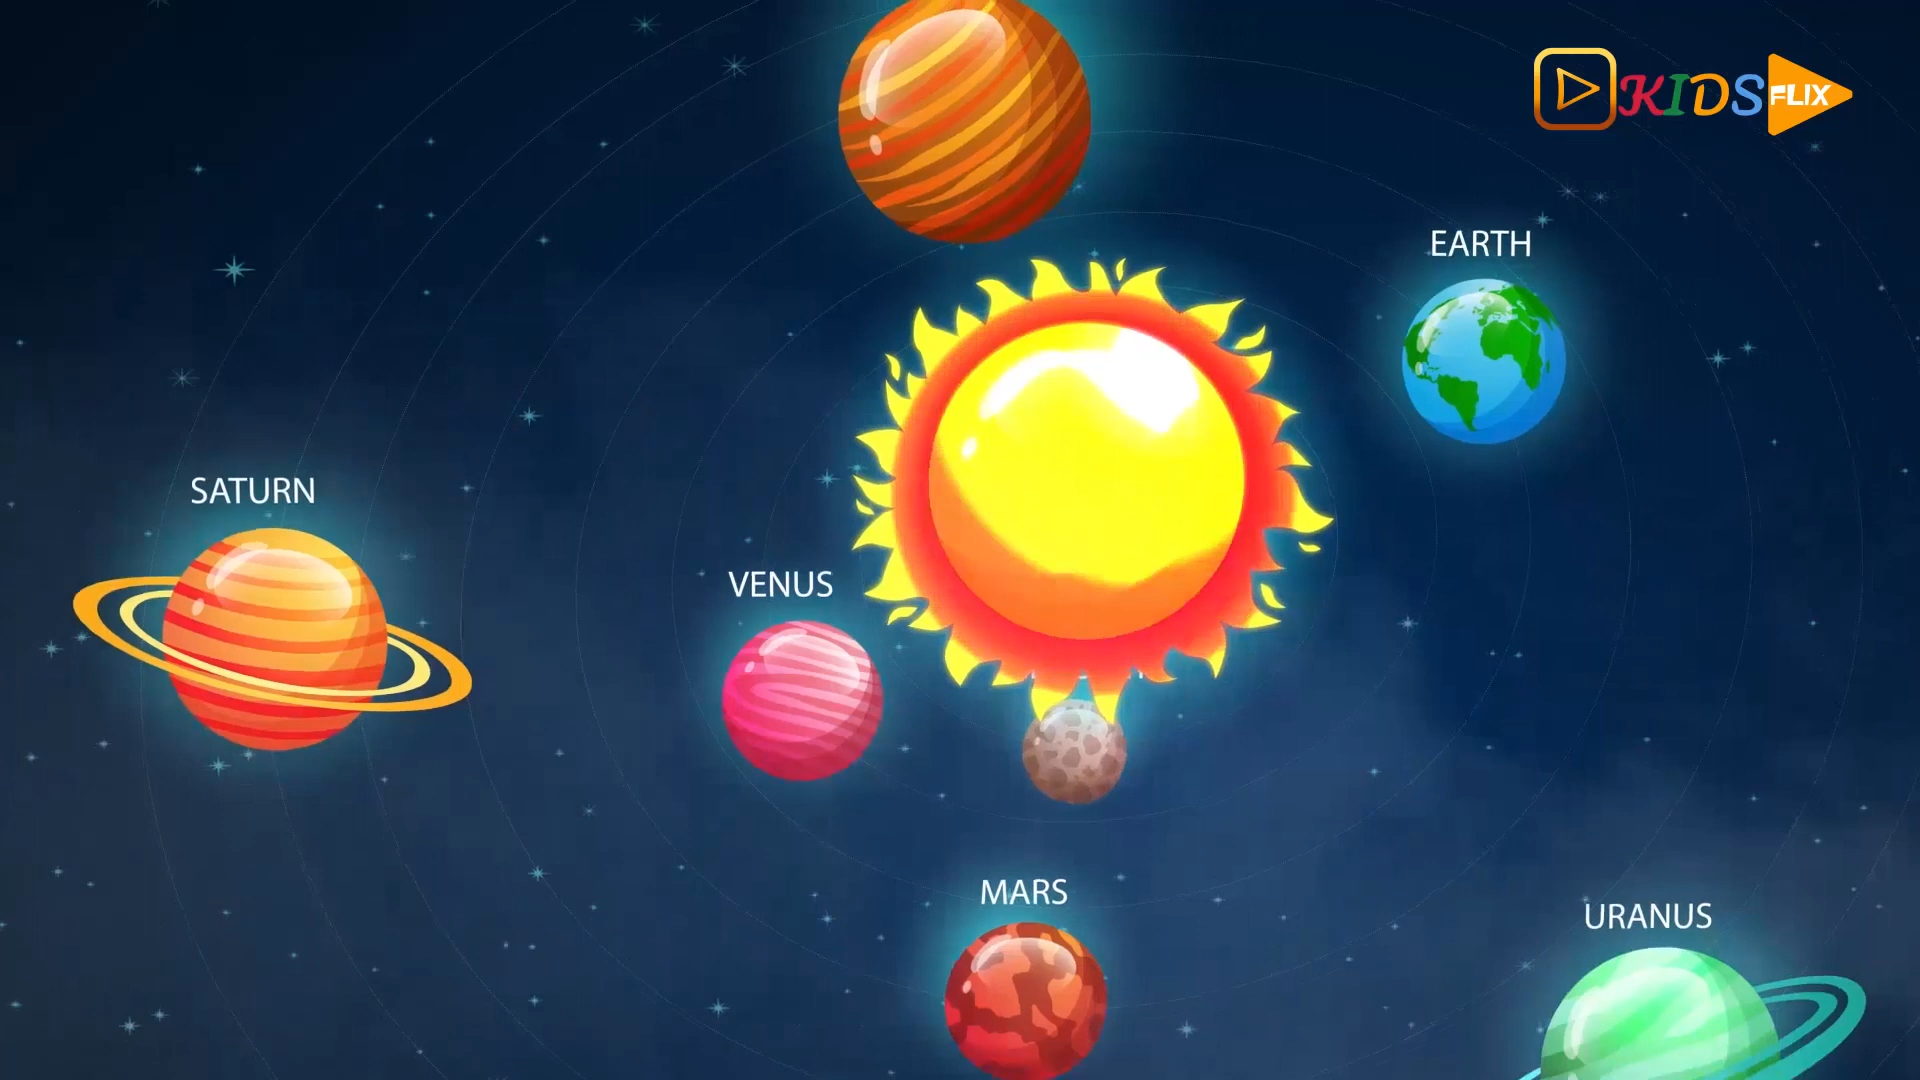 KIDS FLIX
EARTH
SATURN
VENUS
MARS
URANUS